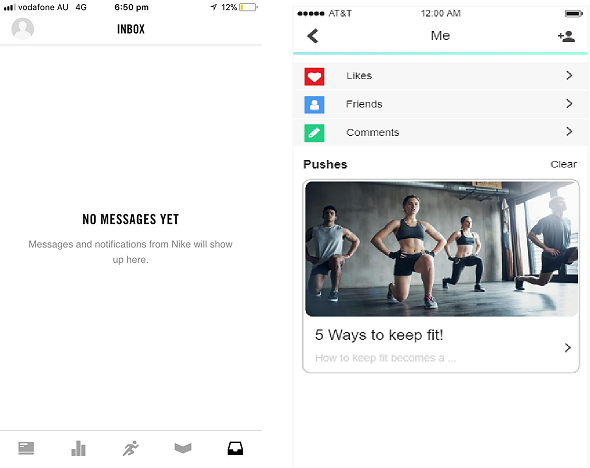 vodafone AU 4G 6:50 pm 12%
INBOX
NO MESSAGES YET
Messages and notifications from Nike will show
up here.
AT&T 12:00 AM
Me
Likes
Friends
Comments
Pushes Clear
5 Ways to keep fit!
How to keep fit becomes a ...